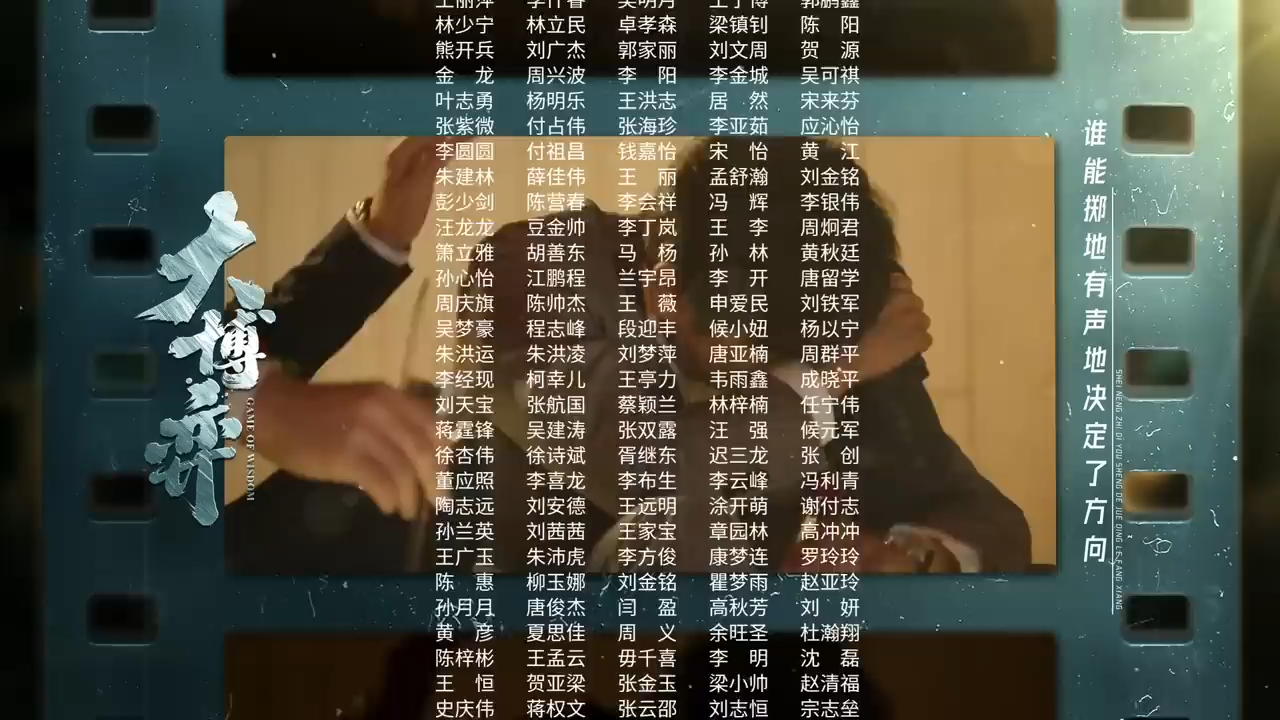 林少宁 林立民 卓孝森 梁镇钊 陈 阳
熊开兵 刘广杰 郭家丽 刘文周 贺 源
金 龙 周兴波 李 阳 李金城 吴可祺
叶志勇 杨明乐 王洪志 居 然 宋来芬
张紫微 付占伟 张海珍 李亚茹 应沁怡
李圆圆 付祖昌 钱嘉怡 宋 怡 黄 江
朱建林 薛佳伟 王 丽 孟舒瀚 刘金铭
彭少剑 陈营春 李会祥 冯 辉 李银伟
汪龙龙 豆金帅 李丁岚 王 李 周炯君
箫立雅 胡善东 马 杨 孙 林 黄秋廷
孙心怡 江鹏程 兰宇昂 李 开 唐留学
周庆旗 陈帅杰 王 薇 申爱民 刘铁军
吴梦豪 程志峰 段迎丰 候小妞 杨以宁
朱洪运 朱洪凌 刘梦萍 唐亚楠 周群平
李经现 柯幸儿 王亭力 韦雨鑫 成晓平
刘天宝 张航国 蔡颖兰 林梓楠 任宁伟
蒋霆锋 吴建涛 张双露 汪 强 候元军
徐杏伟 徐诗斌 胥继东 迟三龙 张 创
董应照 李喜龙 李布生 李云峰 冯利青
陶志远 刘安德 王远明 涂开萌 谢付志
孙兰英 刘茜茜 王家宝 章园林 高冲冲
王广玉 朱沛虎 李方俊 康梦连 罗玲玲
陈 惠 柳玉娜 刘金铭 瞿梦雨 赵亚玲
孙月月 唐俊杰 闫 盈 高秋芳 刘 妍
黄 彦 夏思佳 周 义 余旺圣 杜瀚翔
陈梓彬 王孟云 毋千喜 李 明 沈 磊
王 恒 贺亚梁 张金玉 梁小帅 赵清福
史庆伟 蒋权文 张云邵 刘志恒 宗志垒
大博弈
GAME OF WISDOM
谁能掷地有声地决定了方向
SHEI NENG ZHI DI YOU SHENG DE JUE DING LE FANG XIANG